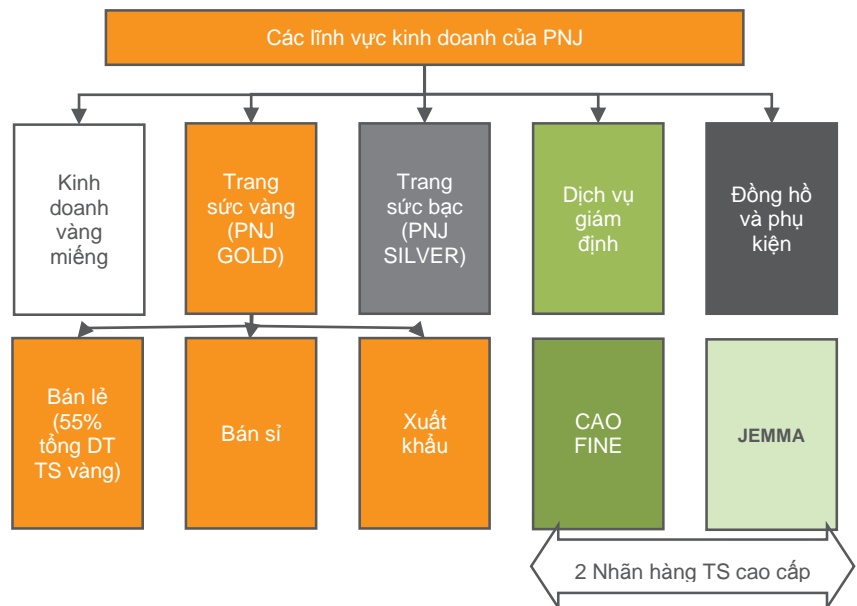 Các lĩnh vực kinh doanh của PNJ
Kinh
doanh
vàng
miếng
Trang
sức vàng
(PNJ
GOLD)
Trang
sức bạc
(PNJ
SILVER)
Dịch vụ
giám
định
Đồng hồ
và phụ
kiện
Bán lẻ
(55%
tổng DT
TS vàng)
Bán sỉ
Xuất
khẩu
CAO
FINE
JEMMA
2 Nhãn hàng TS cao cấp